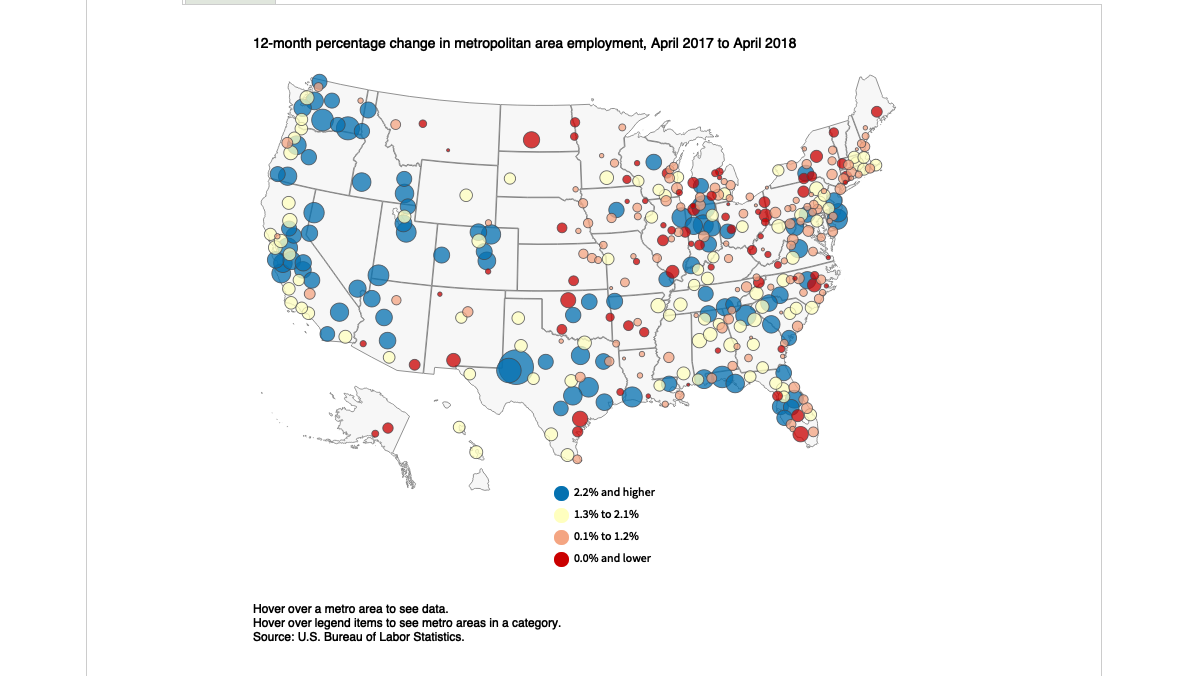 12-month percentage change in metropolitan area employment, April 2017 to April 2018
2.2% and higher
1.3% to 2.1%
0.1% to 1.2%
0.0% and lower
Hover over a metro area to see data.
Hover over legend items to see metro areas in a category.
Source: U.S. Bureau of Labor Statistics.